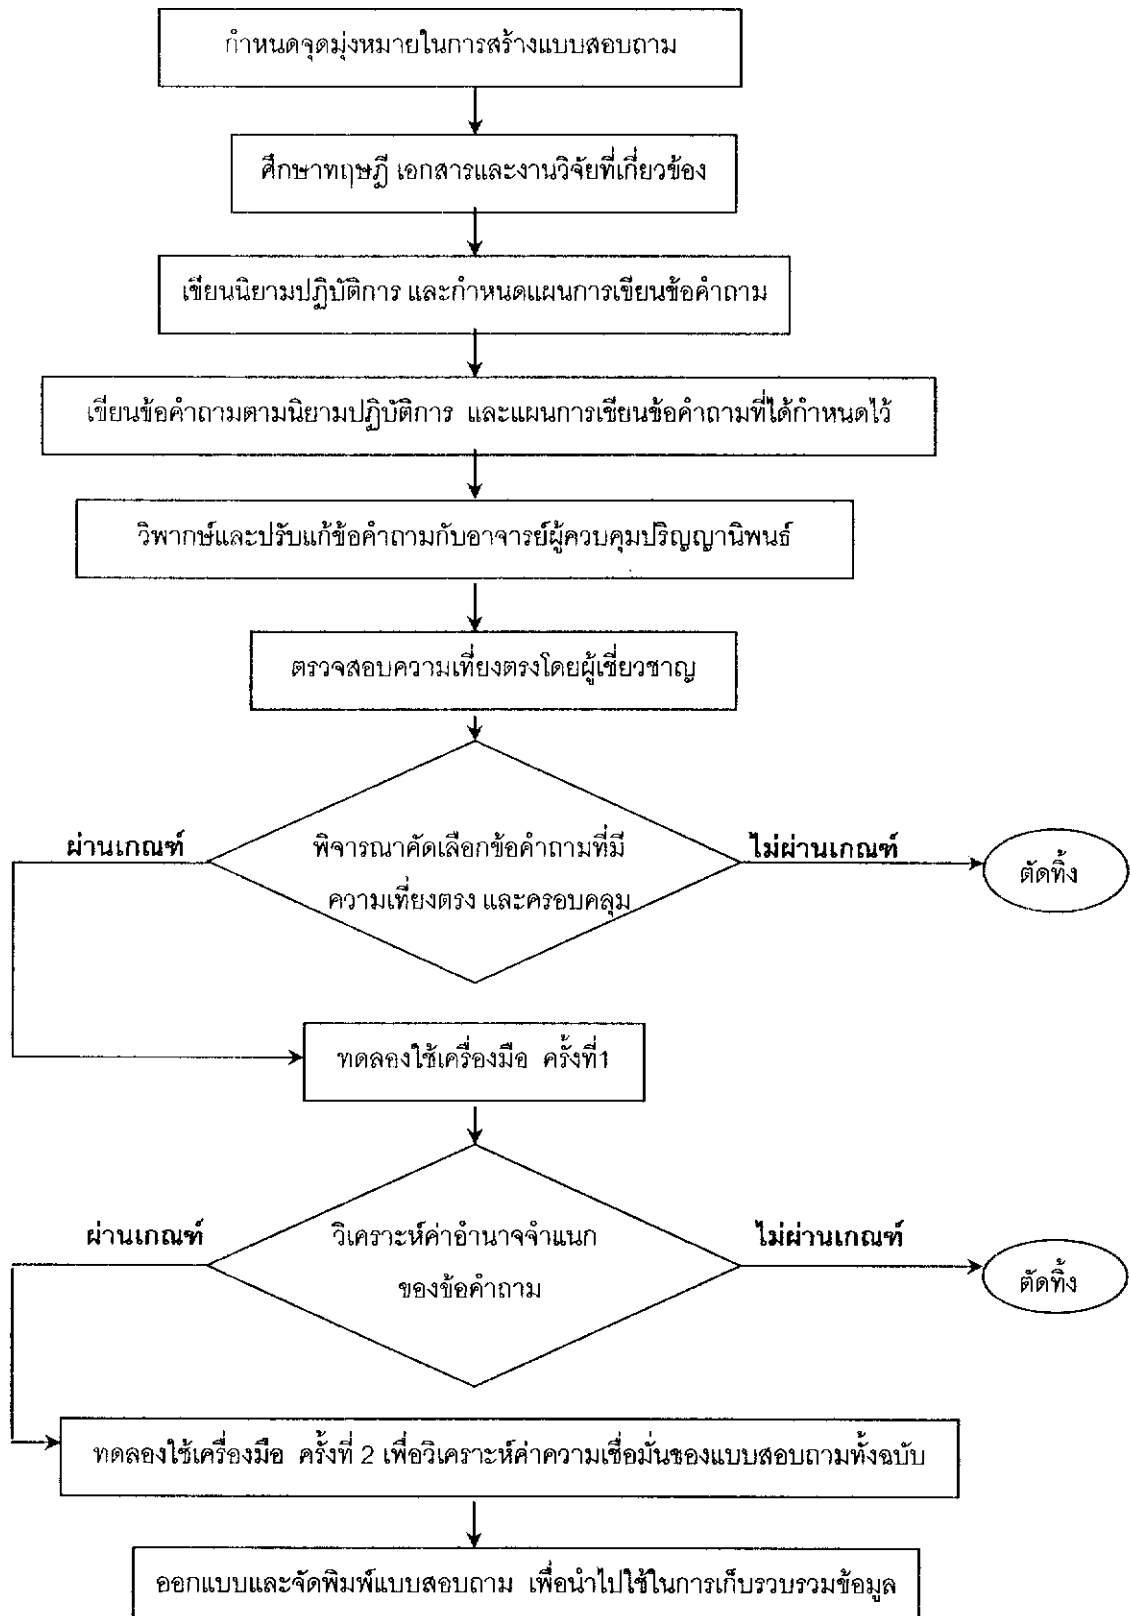 กำหนดจุดมุ่งหมายในการสร้างแบบสอบถาม
ศึกษาทฤษฎี เอกสารและงานวิจัยที่เกี่ยวข้อง
เขียนนิยามปฏิบัติการ และกำหนดแผนการเขียนข้อคำถาม
เขียนข้อคำถามตามนิยามปฏิบัติการ และแผนการเขียนข้อคำถามที่ได้กำหนดไว้
วิพากษ์และปรับแก้ข้อคำถามกับอาจารย์ผู้ควบคุมปริญญานิพนธ์
ตรวจสอบความเที่ยงตรงโดยผู้เชี่ยวชาญ
ผ่านเกณฑ์
พิจารณาคัดเลือกข้อคำถามที่มี
ความเที่ยงตรง และครอบคลุม
ไม่ผ่านเกณฑ์
ตัดทิ้ง
ทดลองใช้เครื่องมือ ครั้งที่1
ผ่านเกณฑ์
วิเคราะห์ค่าอำนาจจำแนก
ของข้อคำถาม
ไม่ผ่านเกณฑ์
ตัดทิ้ง
ทดลองใช้เครื่องมือ ครั้งที่ 2 เพื่อวิเคราะห์ค่าความเชื่อมั่นของแบบสอบถามทั้งฉบับ
ออกแบบและจัดพิมพ์แบบสอบถาม เพื่อนำไปใช้ในการเก็บรวบรวมข้อมูล